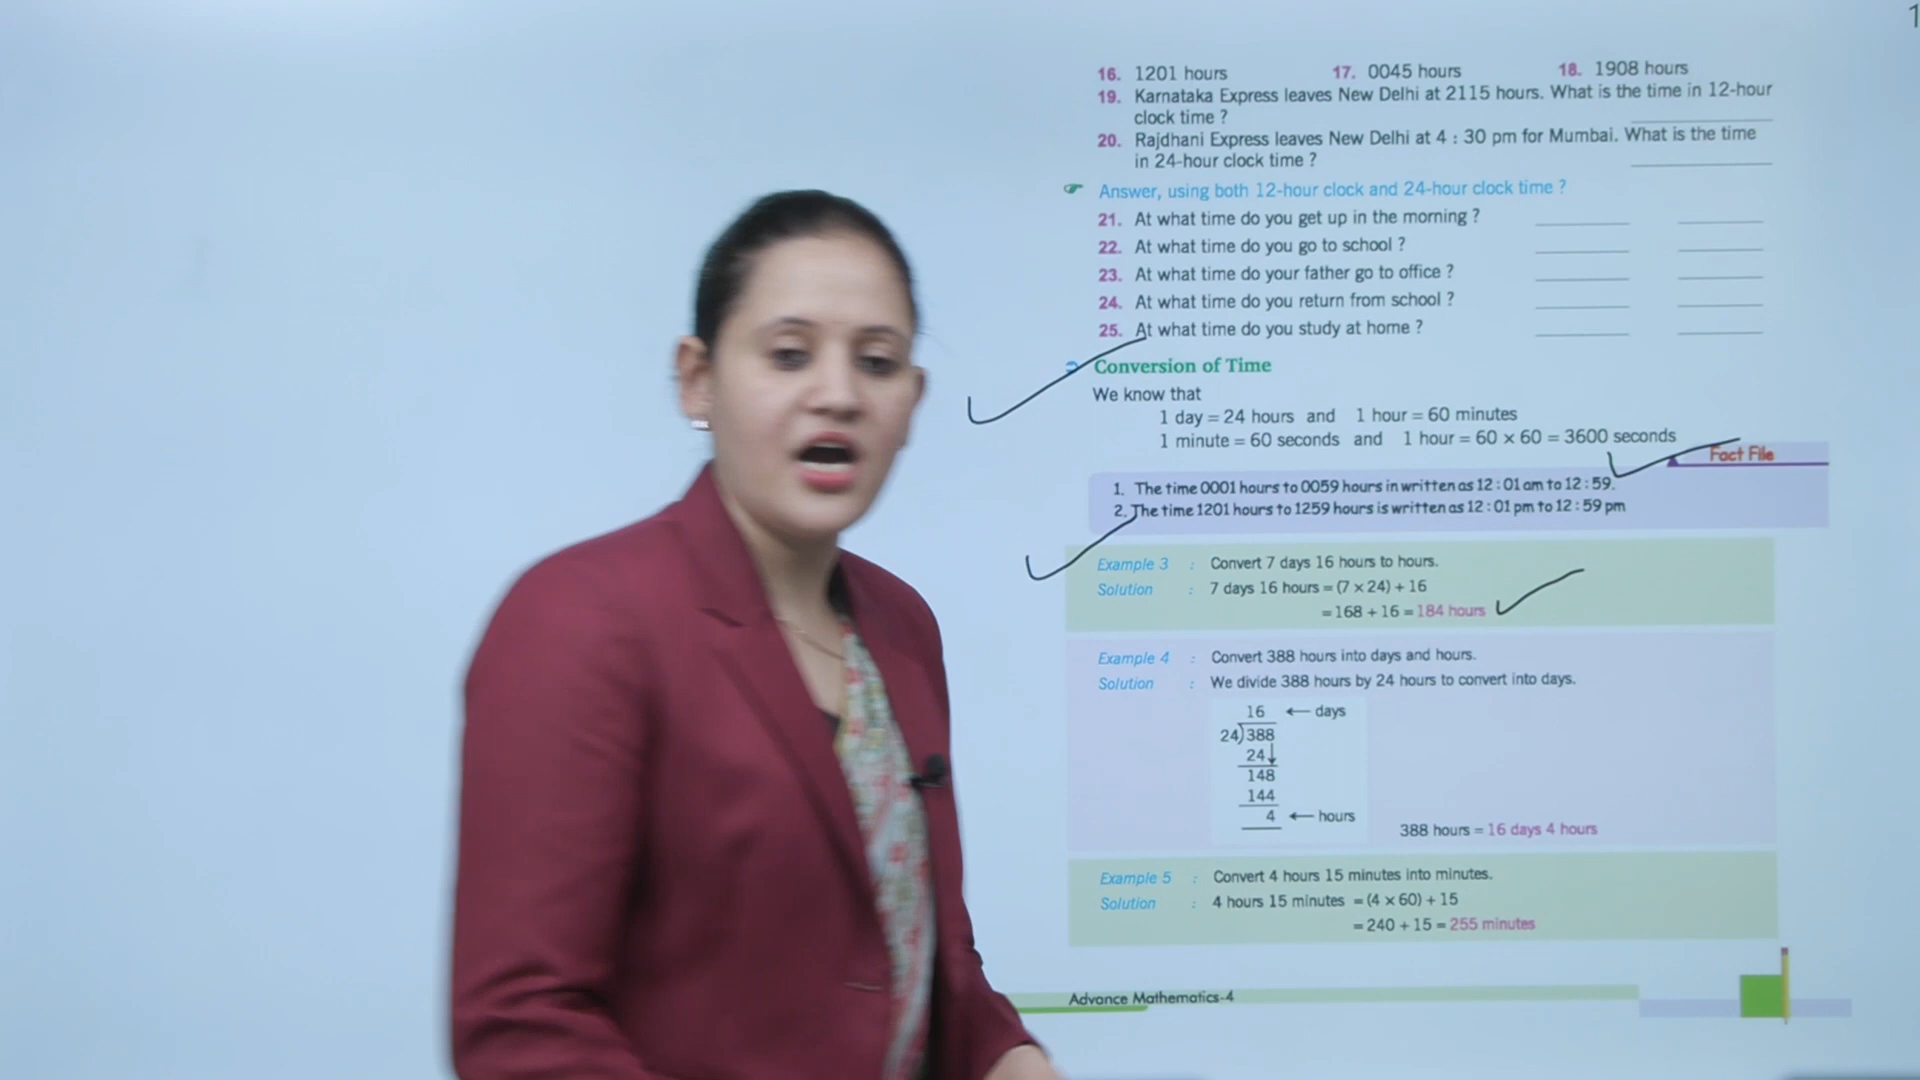 1
16. 1201 hours 17. 0045 hours 18. 1908 hours
19. Karnataka Express leaves New Delhi at 2115 hours. What is the time in 12-hour
clock time ?
20. Rajdhani Express leaves New Delhi at 4 : 30 pm for Mumbai. What is the time
in 24-hour clock time ?
Answer, using both 12-hour clock and 24-hour clock time ?
21. At what time do you get up in the morning ?
22. At what time do you go to school ?
23. At what time do your father go to office ?
24. At what time do you return from school ?
25. At what time do you study at home ?
Conversion of Time
We know that
1 day = 24 hours and 1 hour = 60 minutes
1 minute = 60 seconds and 1 hour = 60 × 60 = 3600 seconds
Fact File
1. The time 0001 hours to 0059 hours in written as 12 : 01 am to 12 : 59.
2. The time 1201 hours to 1259 hours is written as 12 : 01 pm to 12 : 59 pm
Example 3 : Convert 7 days 16 hours to hours.
Solution : 7 days 16 hours = (7 × 24) + 16
= 168 + 16 = 184 hours
Example 4 : Convert 388 hours into days and hours.
Solution : We divide 388 hours by 24 hours to convert into days.
16 ← days
24)388
24↓
148
144
4 ← hours
388 hours = 16 days 4 hours
Example 5 : Convert 4 hours 15 minutes into minutes.
Solution : 4 hours 15 minutes = (4 × 60) + 15
= 240 + 15 = 255 minutes
Advance Mathematics-4